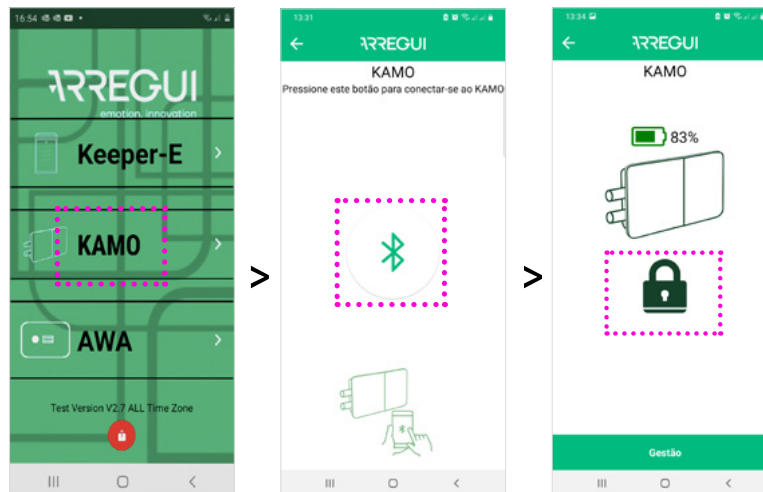 16:54
ARREGUI
emotion, innovation
Keeper-E >
KAMO >
AWA >
Test Version V2.7 ALL Time Zone
>
13:31
ARREGUI
KAMO
Pressione este botão para conectar-se ao KAMO
>
13:34
ARREGUI
KAMO
83%
Gestão